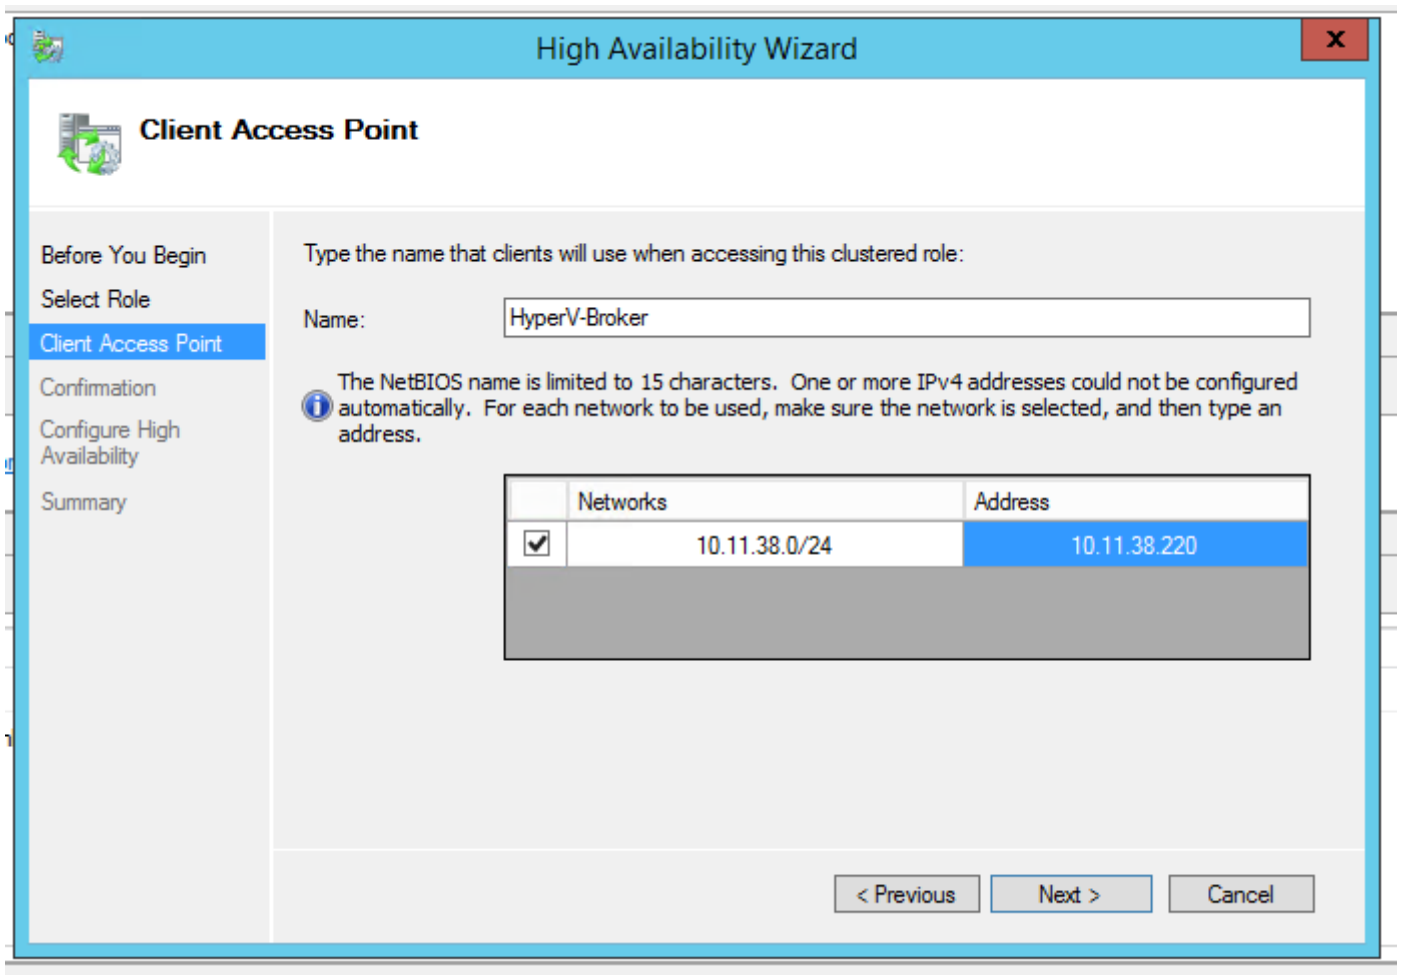 High Availability Wizard
x
Client Access Point
Before You Begin
Select Role
Client Access Point
Confirmation
Configure High
Availability
Summary
Type the name that clients will use when accessing this clustered role:
Name:
HyperV-Broker
The NetBIOS name is limited to 15 characters.  One or more IPv4 addresses could not be configured
automatically.  For each network to be used, make sure the network is selected, and then type an
address.
Networks Address
10.11.38.0/24 10.11.38.220
< Previous Next > Cancel